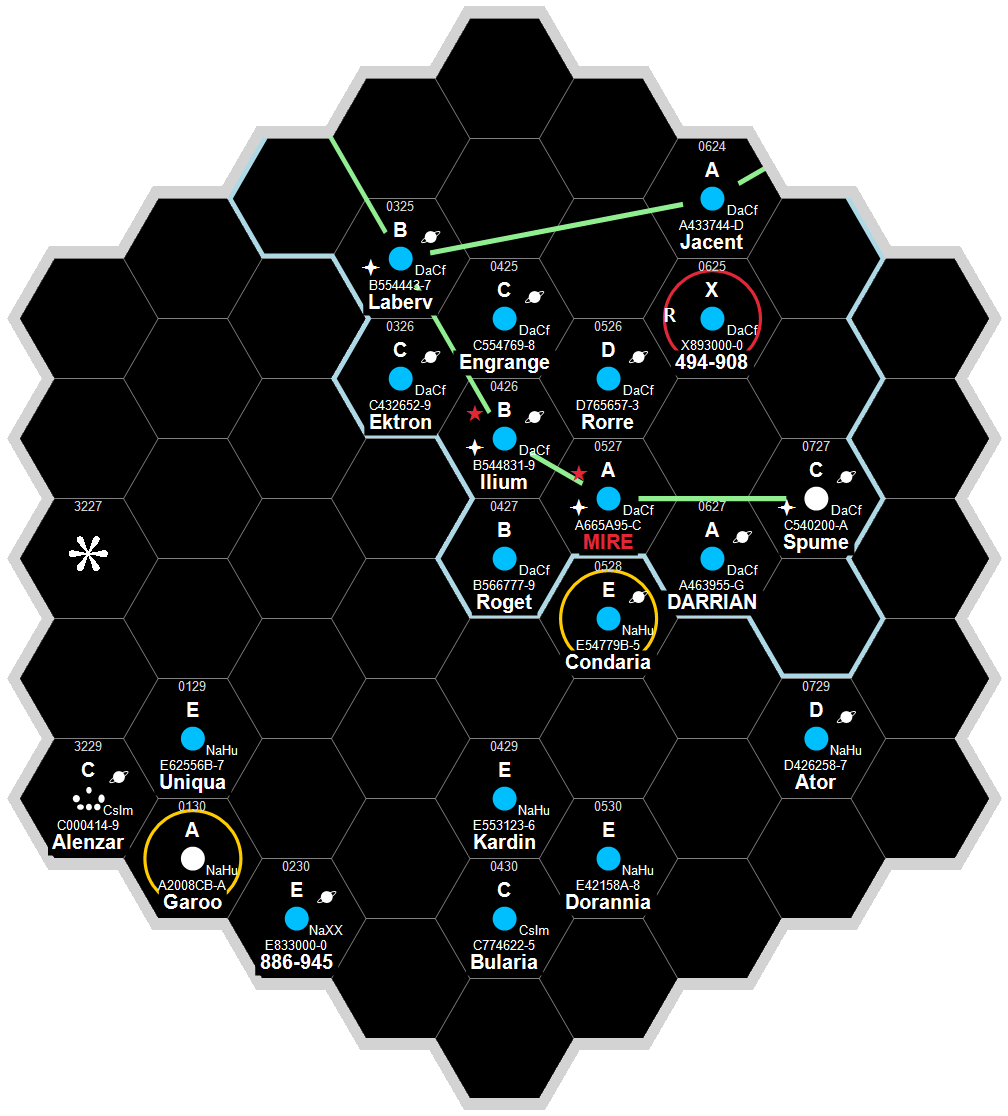 0624
A
DaCf
A433744-D
Jacent
0325
B
DaCf
B554443-7
Laberv
0425
C
DaCf
C554769-8
Engrange
0625
X
R
DaCf
X893000-0
494-908
0326
C
DaCf
C432652-9
Ektron
0526
D
DaCf
D765657-3
Rorre
0426
B
DaCf
B544831-9
Ilium
0527
A
DaCf
A665A95-C
MIRE
0727
C
DaCf
C540200-A
Spume
3227
0427
B
DaCf
B566777-9
Roget
0627
A
DaCf
A463955-G
DARRIAN
0528
E
NaHu
E54779B-5
Condaria
0129
E
NaHu
E62556B-7
Uniqua
0729
D
NaHu
D426258-7
Ator
3229
C
CsIm
C000414-9
Alenzar
0429
E
NaHu
E553123-6
Kardin
0130
A
NaHu
A2008CB-A
Garoo
0530
E
NaHu
E42158A-8
Dorannia
0230
E
NaXX
E833000-0
886-945
0430
C
CsIm
C774622-5
Bularia